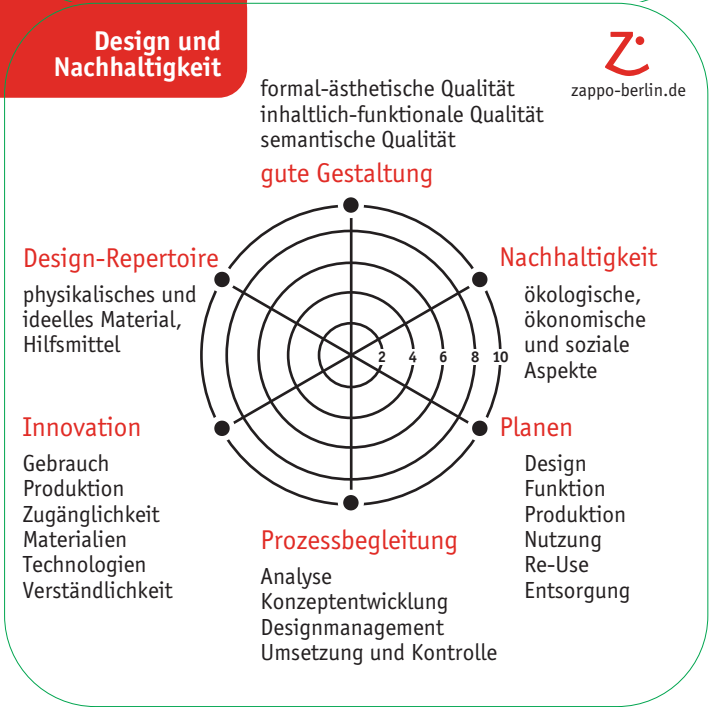 Design und
Nachhaltigkeit
zappo-berlin.de
formal-ästhetische Qualität
inhaltlich-funktionale Qualität
semantische Qualität
gute Gestaltung
Design-Repertoire
physikalisches und
ideelles Material,
Hilfsmittel
Nachhaltigkeit
ökologische,
ökonomische
und soziale
Aspekte
2 4 6 8 10
Innovation
Gebrauch
Produktion
Zugänglichkeit
Materialien
Technologien
Verständlichkeit
Prozessbegleitung
Analyse
Konzeptentwicklung
Designmanagement
Umsetzung und Kontrolle
Planen
Design
Funktion
Produktion
Nutzung
Re-Use
Entsorgung